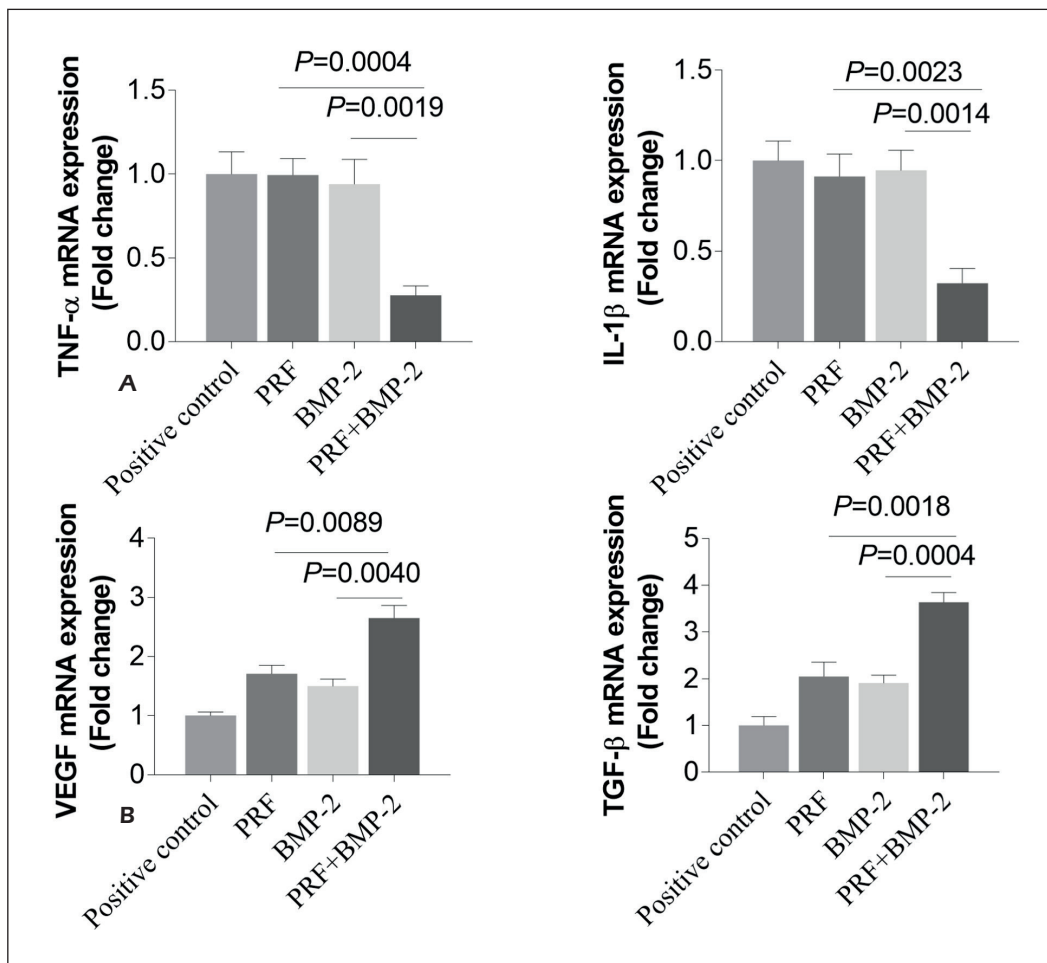 TNF-α mRNA expression
(Fold change)
1.5
1.0
0.5
0.0
P=0.0004
P=0.0019
Positive control
PRF
BMP-2
PRF+BMP-2
A
IL-1β mRNA expression
(Fold change)
1.5
1.0
0.5
0.0
P=0.0023
P=0.0014
Positive control
PRF
BMP-2
PRF+BMP-2
VEGF mRNA expression
(Fold change)
4
3
2
1
0
P=0.0089
P=0.0040
Positive control
PRF
BMP-2
PRF+BMP-2
B
TGF-β mRNA expression
(Fold change)
5
4
3
2
1
0
P=0.0018
P=0.0004
Positive control
PRF
BMP-2
PRF+BMP-2